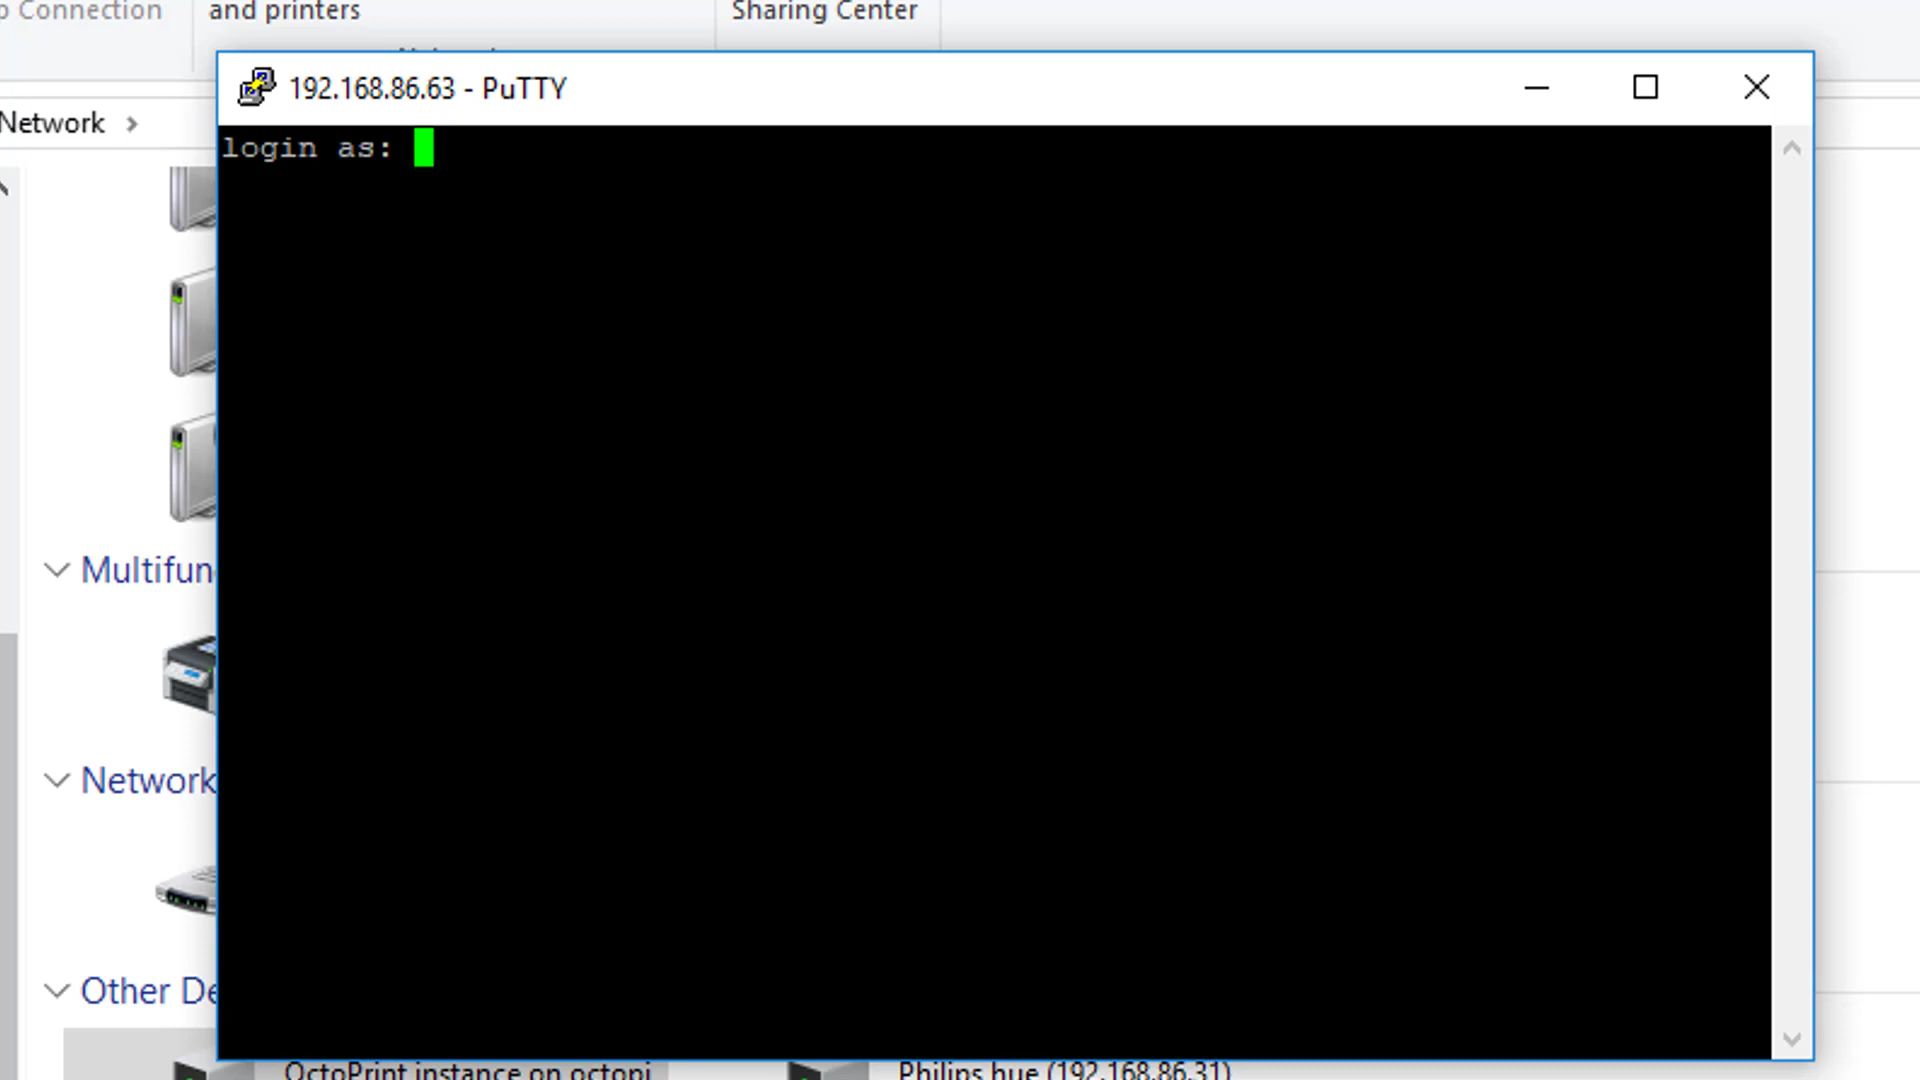 Connection
and printers
Sharing Center
192.168.86.63 - PuTTY
Network
login as:
Multifun
Network
Other De
OctoPrint instance on octopi
Philips hue (192.168.86.31)